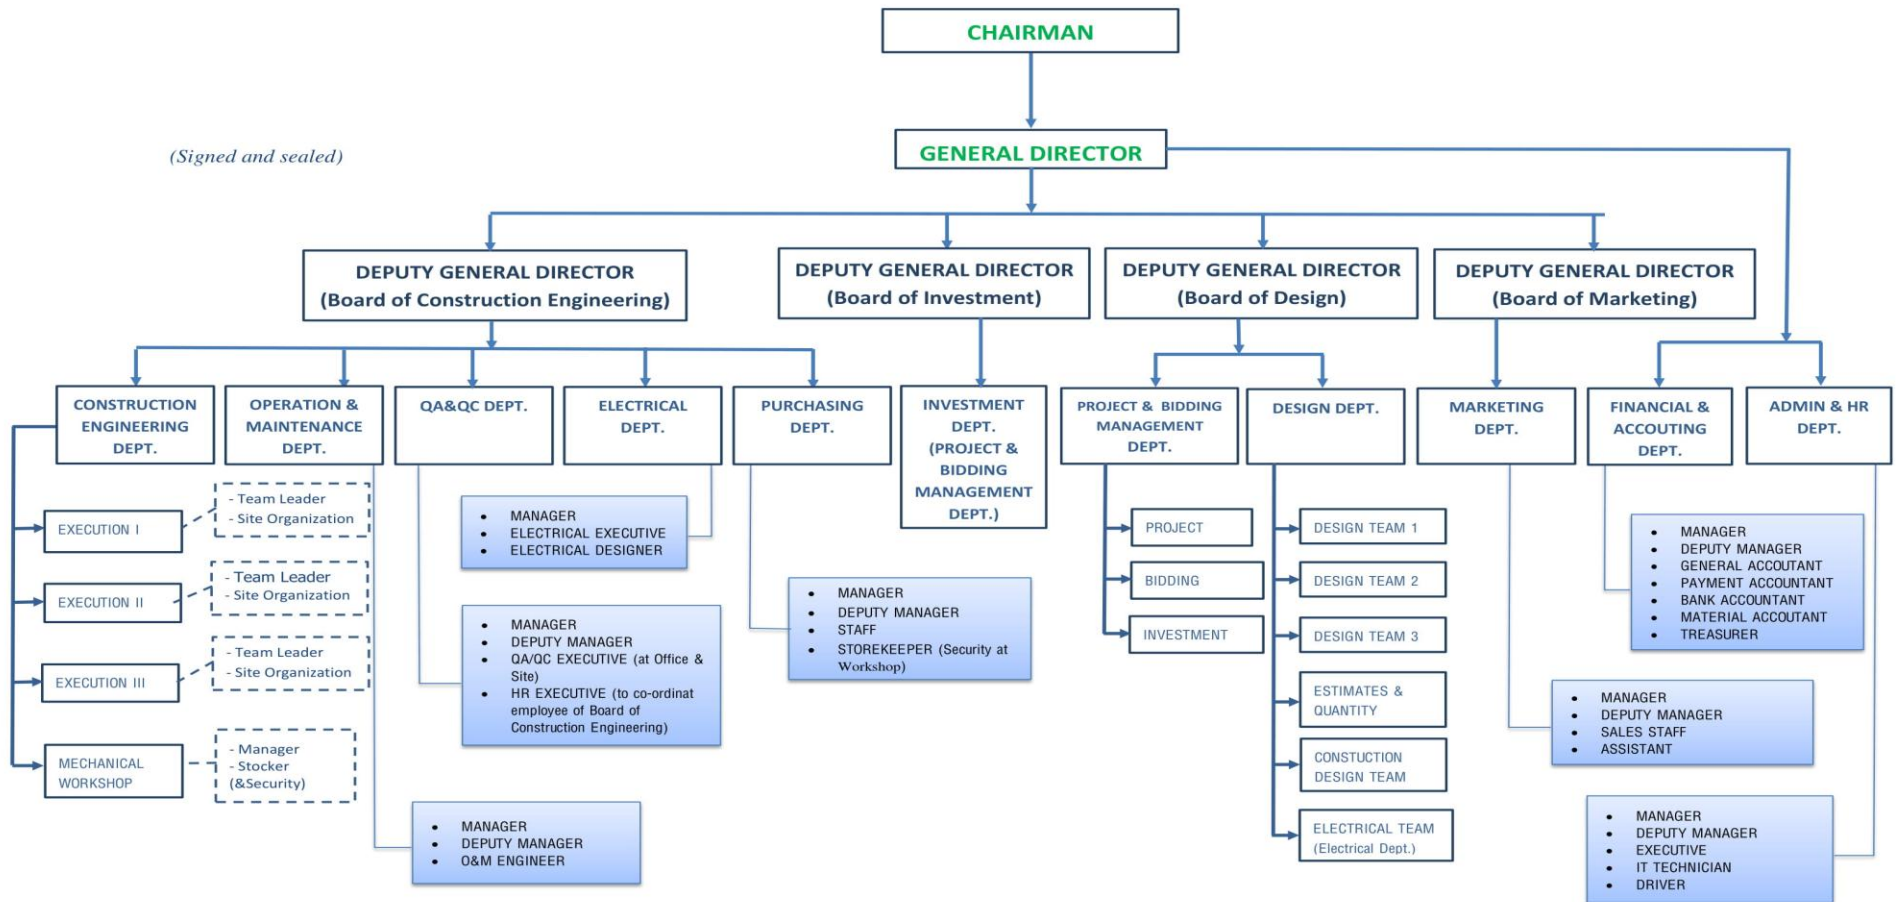 CHAIRMAN
GENERAL DIRECTOR
(Signed and sealed)
DEPUTY GENERAL DIRECTOR
(Board of Construction Engineering)
DEPUTY GENERAL DIRECTOR
(Board of Investment)
DEPUTY GENERAL DIRECTOR
(Board of Design)
DEPUTY GENERAL DIRECTOR
(Board of Marketing)
CONSTRUCTION
ENGINEERING
DEPT.
OPERATION &
MAINTENANCE
DEPT.
QA&QC DEPT.
ELECTRICAL
DEPT.
PURCHASING
DEPT.
INVESTMENT
DEPT.
(PROJECT &
BIDDING
MANAGEMENT
DEPT.)
PROJECT & BIDDING
MANAGEMENT
DEPT.
DESIGN DEPT.
MARKETING
DEPT.
FINANCIAL &
ACCOUTING
DEPT.
ADMIN & HR
DEPT.
EXECUTION I
- Team Leader
- Site Organization
EXECUTION II
- Team Leader
- Site Organization
EXECUTION III
- Team Leader
- Site Organization
MECHANICAL
WORKSHOP
- Manager
- Stocker
(&Security)
• MANAGER
• DEPUTY MANAGER
• O&M ENGINEER
• MANAGER
• ELECTRICAL EXECUTIVE
• ELECTRICAL DESIGNER
• MANAGER
• DEPUTY MANAGER
• QA/QC EXECUTIVE (at Office &
Site)
• HR EXECUTIVE (to co-ordinat
employee of Board of
Construction Engineering)
• MANAGER
• DEPUTY MANAGER
• STAFF
• STOREKEEPER (Security at
Workshop)
PROJECT
BIDDING
INVESTMENT
DESIGN TEAM 1
DESIGN TEAM 2
DESIGN TEAM 3
ESTIMATES &
QUANTITY
CONSTUCTION
DESIGN TEAM
ELECTRICAL TEAM
(Electrical Dept.)
• MANAGER
• DEPUTY MANAGER
• GENERAL ACCOUTANT
• PAYMENT ACCOUTANT
• BANK ACCOUTANT
• MATERIAL ACCOUTANT
• TREASURER
• MANAGER
• DEPUTY MANAGER
• SALES STAFF
• ASSISTANT
• MANAGER
• DEPUTY MANAGER
• EXECUTIVE
• IT TECHNICIAN
• DRIVER